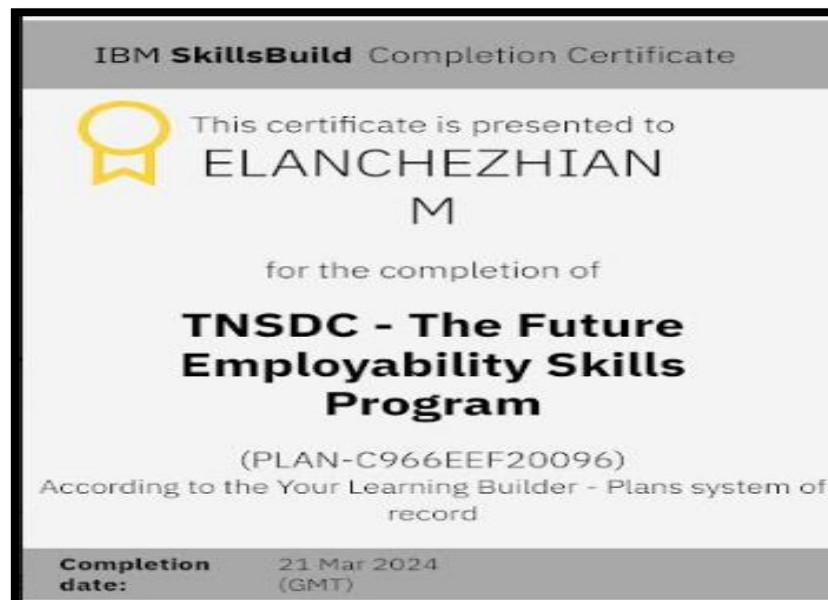 IBM SkillsBuild Completion Certificate
This certificate is presented to
ELANCHEZHIAN
M
for the completion of
TNSDC - The Future
Employability Skills
Program
(PLAN-C966EEF20096)
According to the Your Learning Builder - Plans system of
record
Completion 21 Mar 2024
date: (GMT)